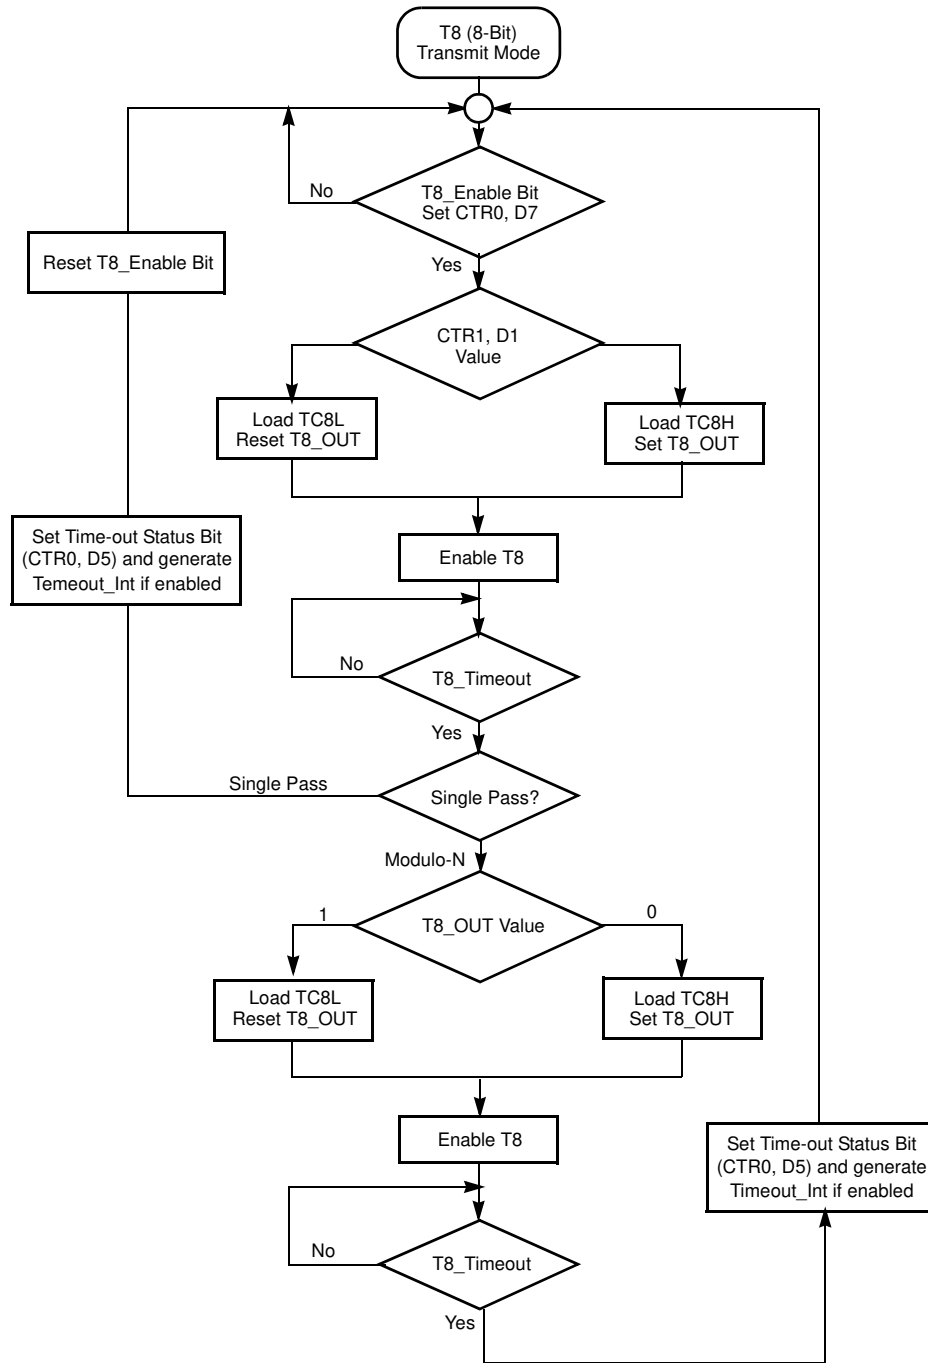 T8 (8-Bit)
Transmit Mode
No
T8_Enable Bit
Set CTR0, D7
Reset T8_Enable Bit
Yes
CTR1, D1
Value
Load TC8L
Reset T8_OUT
Load TC8H
Set T8_OUT
Set Time-out Status Bit
(CTR0, D5) and generate
Temeout_Int if enabled
Enable T8
No
T8_Timeout
Yes
Single Pass
Single Pass?
Modulo-N
1
T8_OUT Value
0
Load TC8L
Reset T8_OUT
Load TC8H
Set T8_OUT
Enable T8
Set Time-out Status Bit
(CTR0, D5) and generate
Timeout_Int if enabled
No
T8_Timeout
Yes